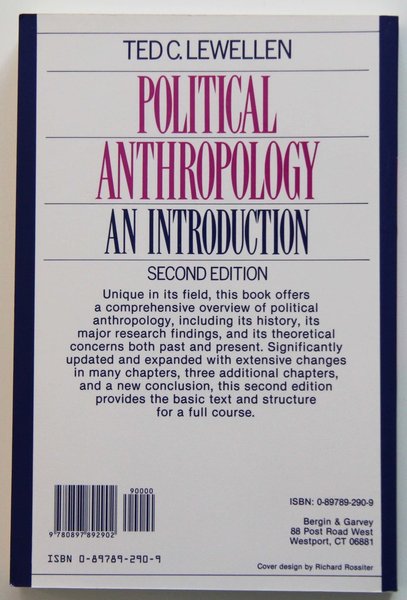 TED C. LEWELLEN
POLITICAL
ANTHROPOLOGY
AN INTRODUCTION
SECOND EDITION
Unique in its field, this book offers
a comprehensive overview of political
anthropology, including its history, its
major research findings, and its theoretical
concerns both past and present. Significantly
updated and expanded with extensive changes
in many chapters, three additional chapters,
and a new conclusion, this second edition
provides the basic text and structure
for a full course.
90000
9 780897 892902
ISBN 0-89789-290-9
ISBN: 0-89789-290-9
Bergin & Garvey
88 Post Road West
Westport, CT 06881
Cover design by Richard Rossiter